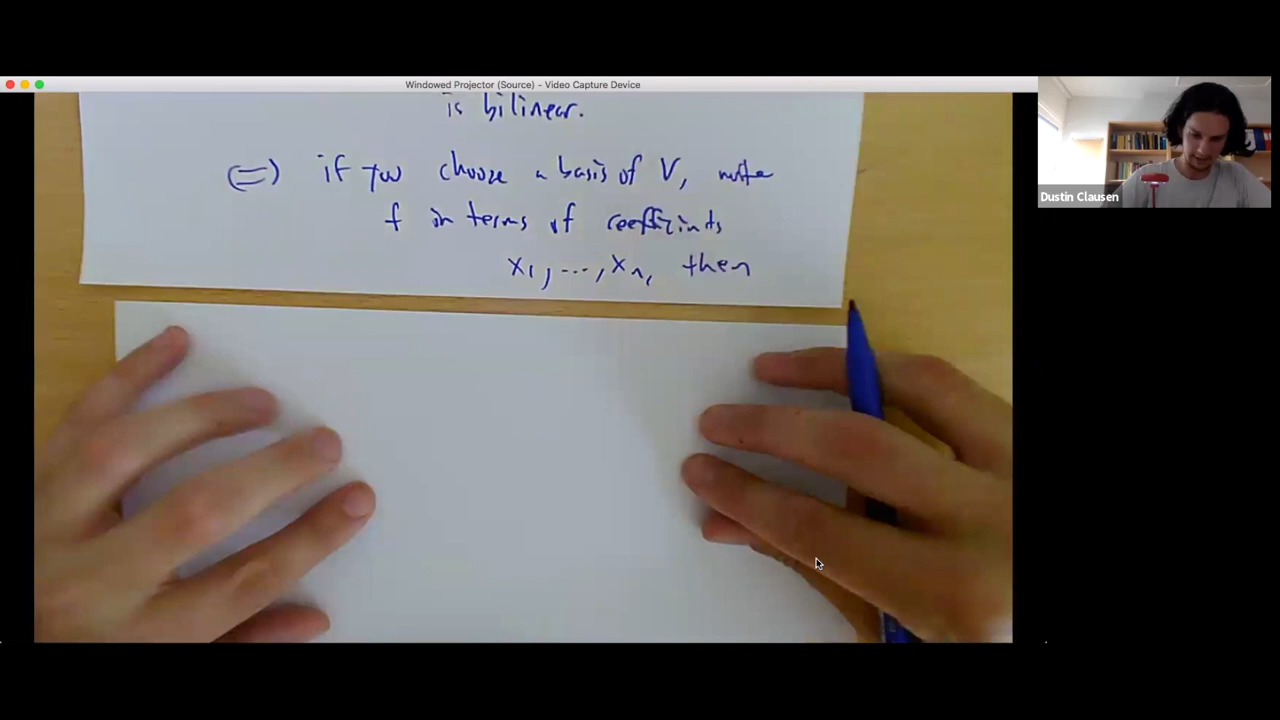 Windowed Projector (Source) - Video Capture Device
is bilinear.
(=) if you choose a basis of V, write
f in terms of coefficients
x₁, ..., xₙ, then
Dustin Clausen